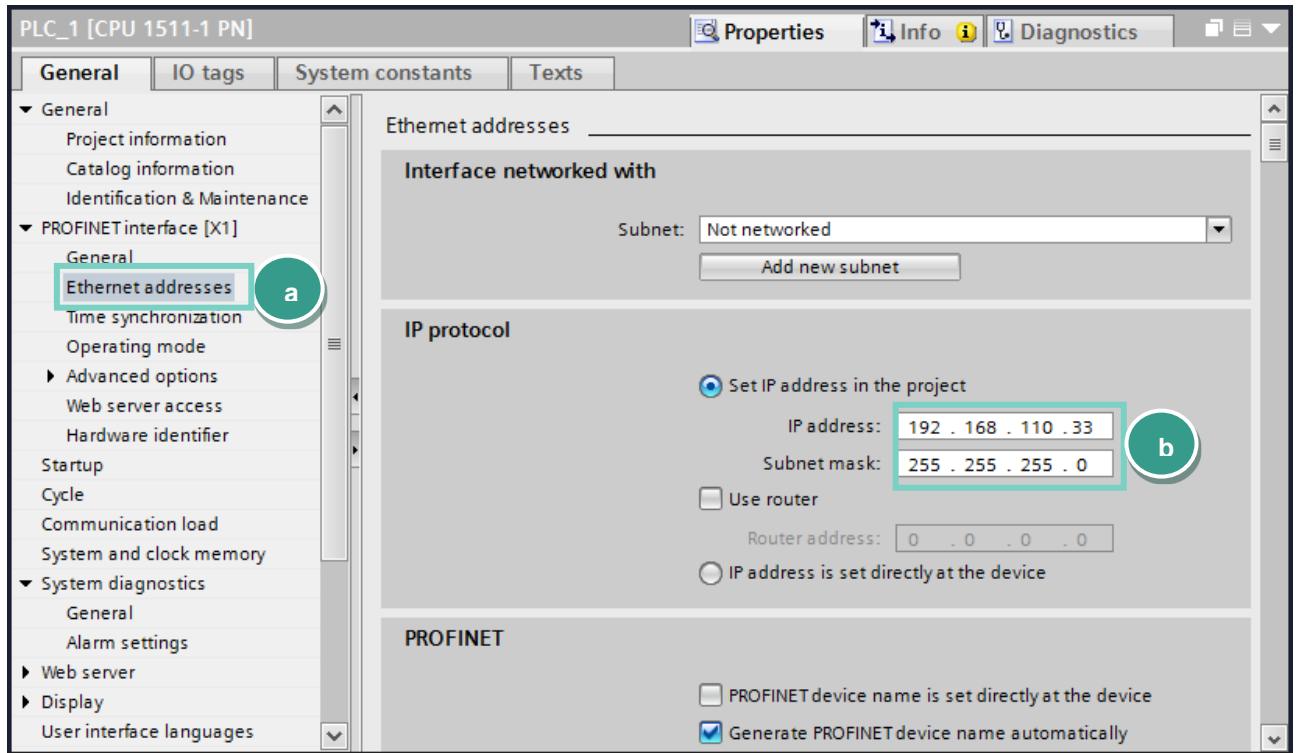 PLC_1 [CPU 1511-1 PN]
Properties
Info
Diagnostics
General
IO tags
System constants
Texts
General
Project information
Catalog information
Identification & Maintenance
PROFINET interface [X1]
General
Ethernet addresses
a
Time synchronization
Operating mode
Advanced options
Web server access
Hardware identifier
Startup
Cycle
Communication load
System and clock memory
System diagnostics
General
Alarm settings
Web server
Display
User interface languages
Ethernet addresses
Interface networked with
Subnet: Not networked
Add new subnet
IP protocol
Set IP address in the project
IP address: 192 . 168 . 110 .33
b
Subnet mask: 255 . 255 . 255 . 0
Use router
Router address: 0 . 0 . 0 . 0
IP address is set directly at the device
PROFINET
PROFINET device name is set directly at the device
Generate PROFINET device name automatically